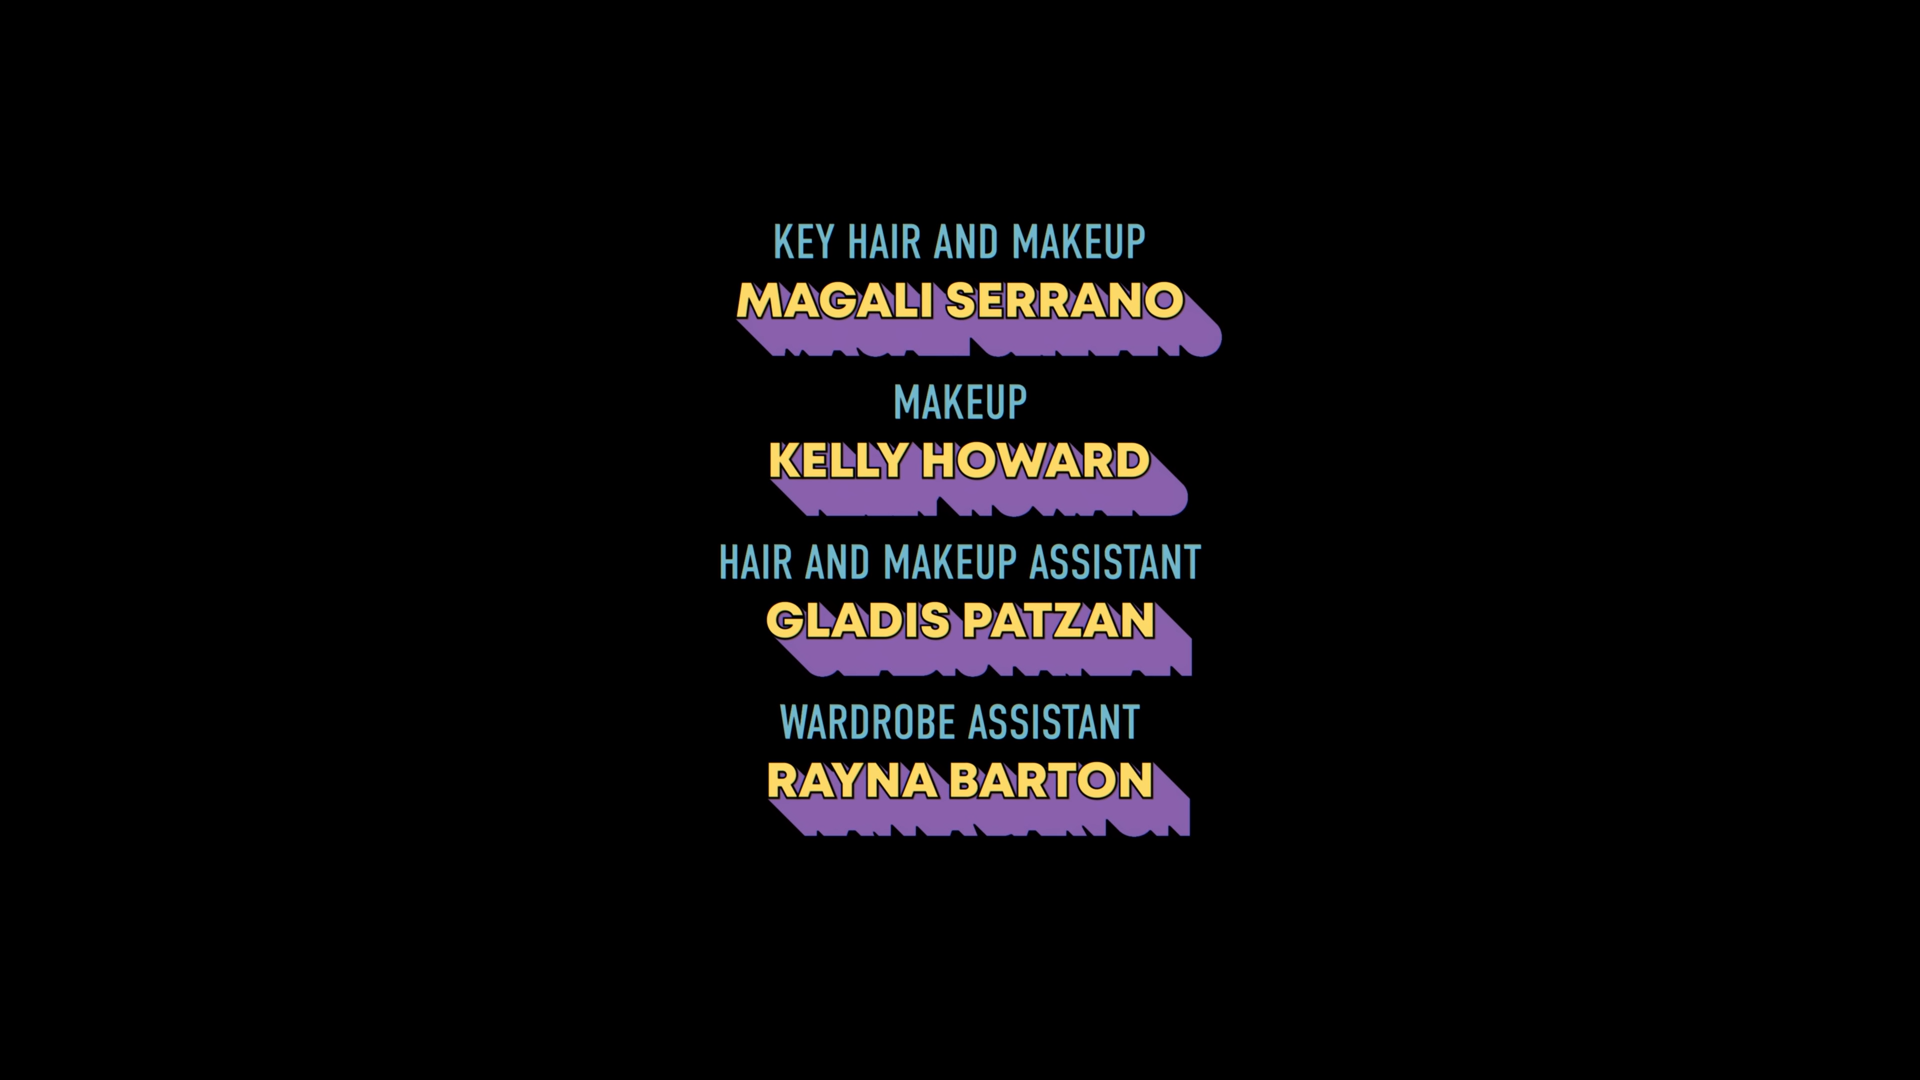 KEY HAIR AND MAKEUP
MAGALI SERRANO
MAKEUP
KELLY HOWARD
HAIR AND MAKEUP ASSISTANT
GLADIS PATZAN
WARDROBE ASSISTANT
RAYNA BARTON